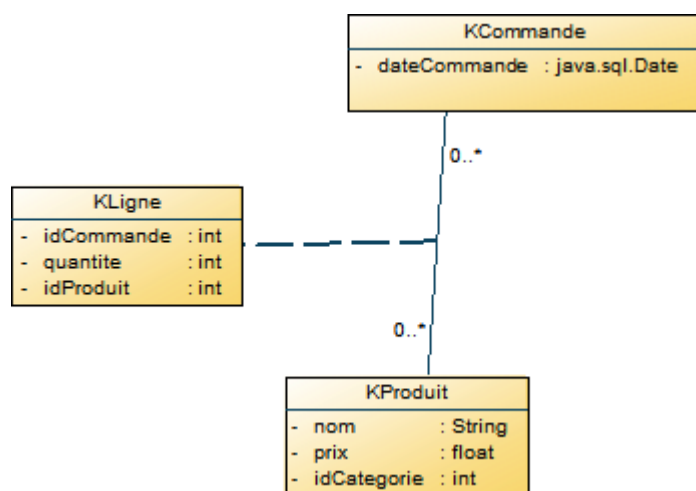 KCommande
- dateCommande : java.sql.Date
0..*
KLigne
- idCommande : int
- quantite : int
- idProduit : int
0..*
KProduit
- nom : String
- prix : float
- idCategorie : int